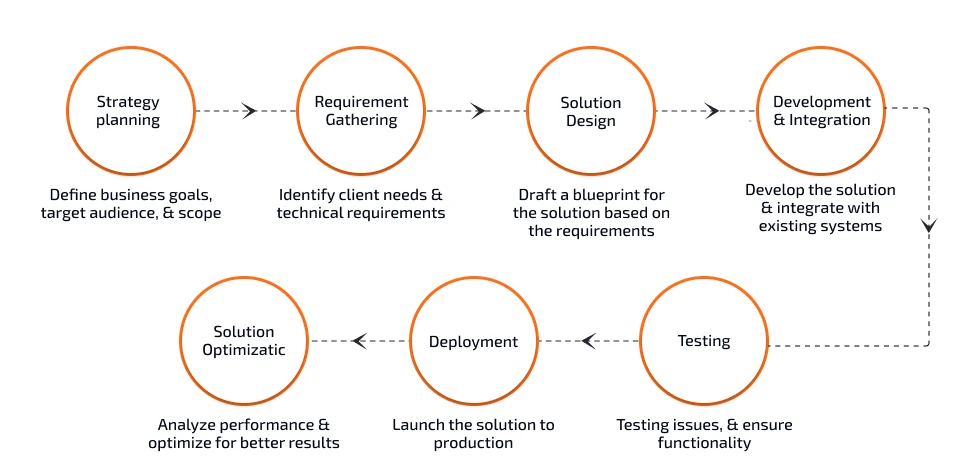 Strategy
planning
Define business goals,
target audience, & scope
Requirement
Gathering
Identify client needs &
technical requirements
Solution
Design
Draft a blueprint for
the solution based on
the requirements
Development
& Integration
Develop the solution
& integrate with
existing systems
Testing
Testing issues, & ensure
functionality
Deployment
Launch the solution to
production
Solution
Optimizatic
Analyze performance &
optimize for better results